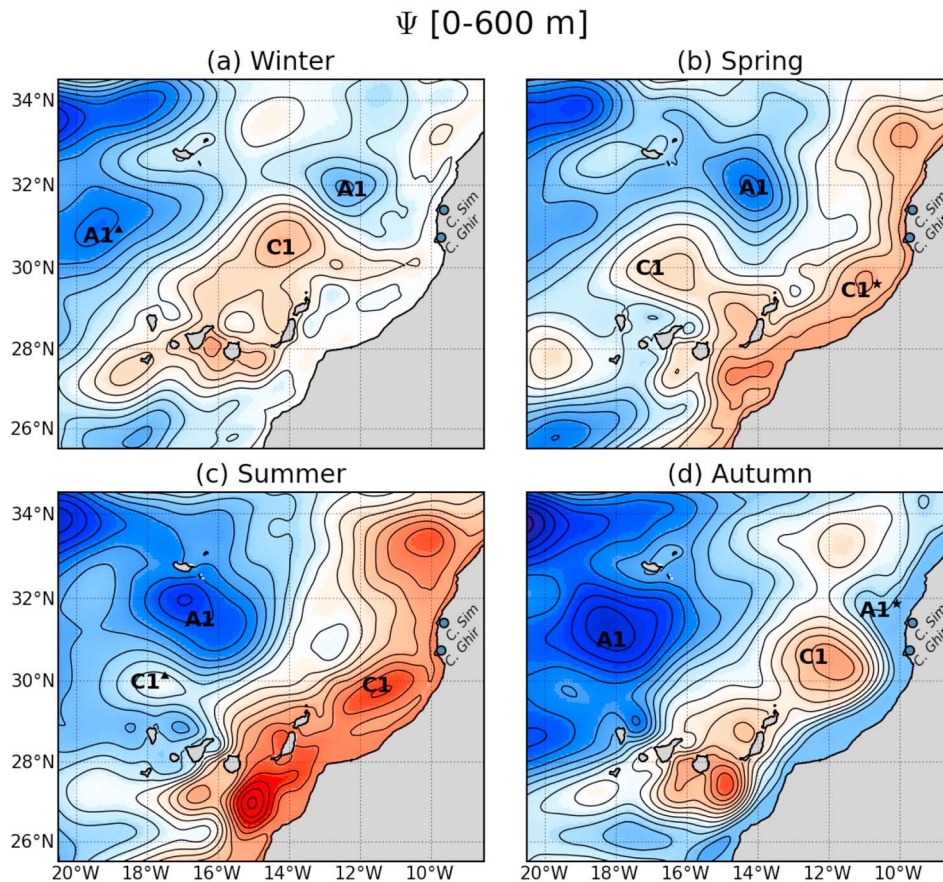 Ψ [0-600 m]
(a) Winter
(b) Spring
34°N
32°N
30°N
28°N
26°N
A1
A1▲
C1
C. Sim
C. Ghir
A1
C1
C1★
C. Sim
C. Ghir
(c) Summer
(d) Autumn
34°N
32°N
30°N
28°N
26°N
A1
C1▲
C1
C. Sim
C. Ghir
A1★
A1
C1
C. Sim
C. Ghir
20°W 18°W 16°W 14°W 12°W 10°W
20°W 18°W 16°W 14°W 12°W 10°W